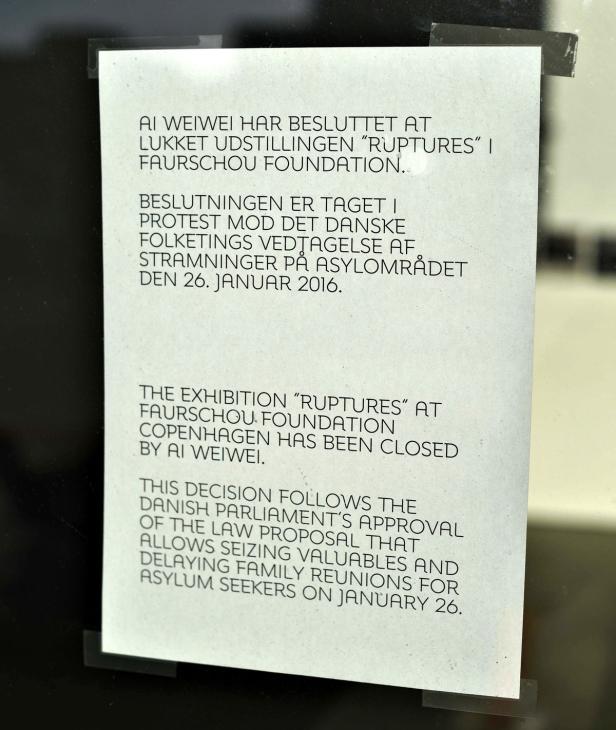 AI WEIWEI HAR BESLUTTET AT
LUKKET UDSTILLINGEN "RUPTURES" I
FAURSCHOU FOUNDATION.
BESLUTNINGEN ER TAGET I
PROTEST MOD DET DANSKE
FOLKETINGS VEDTAGELSE AF
STRAMNINGER PÅ ASYLOMRÅDET
DEN 26. JANUAR 2016.
THE EXHIBITION "RUPTURES" AT
FAURSCHOU FOUNDATION
COPENHAGEN HAS BEEN CLOSED
BY AI WEIWEI.
THIS DECISION FOLLOWS THE
DANISH PARLIAMENT'S APPROVAL
OF THE LAW PROPOSAL THAT
ALLOWS SEIZING VALUABLES AND
DELAYING FAMILY REUNIONS FOR
ASYLUM SEEKERS ON JANUARY 26.